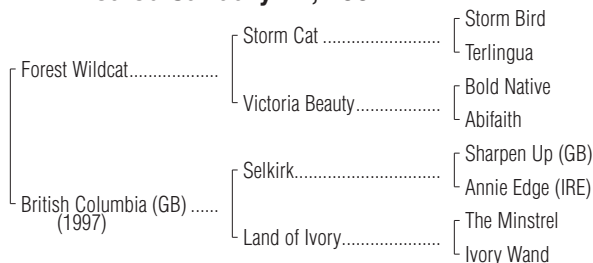 Storm Bird
Storm Cat
Terlingua
Forest Wildcat
Bold Native
Victoria Beauty
Abifaith
Sharpen Up (GB)
Selkirk
Annie Edge (IRE)
British Columbia (GB)
(1997)
The Minstrel
Land of Ivory
Ivory Wand